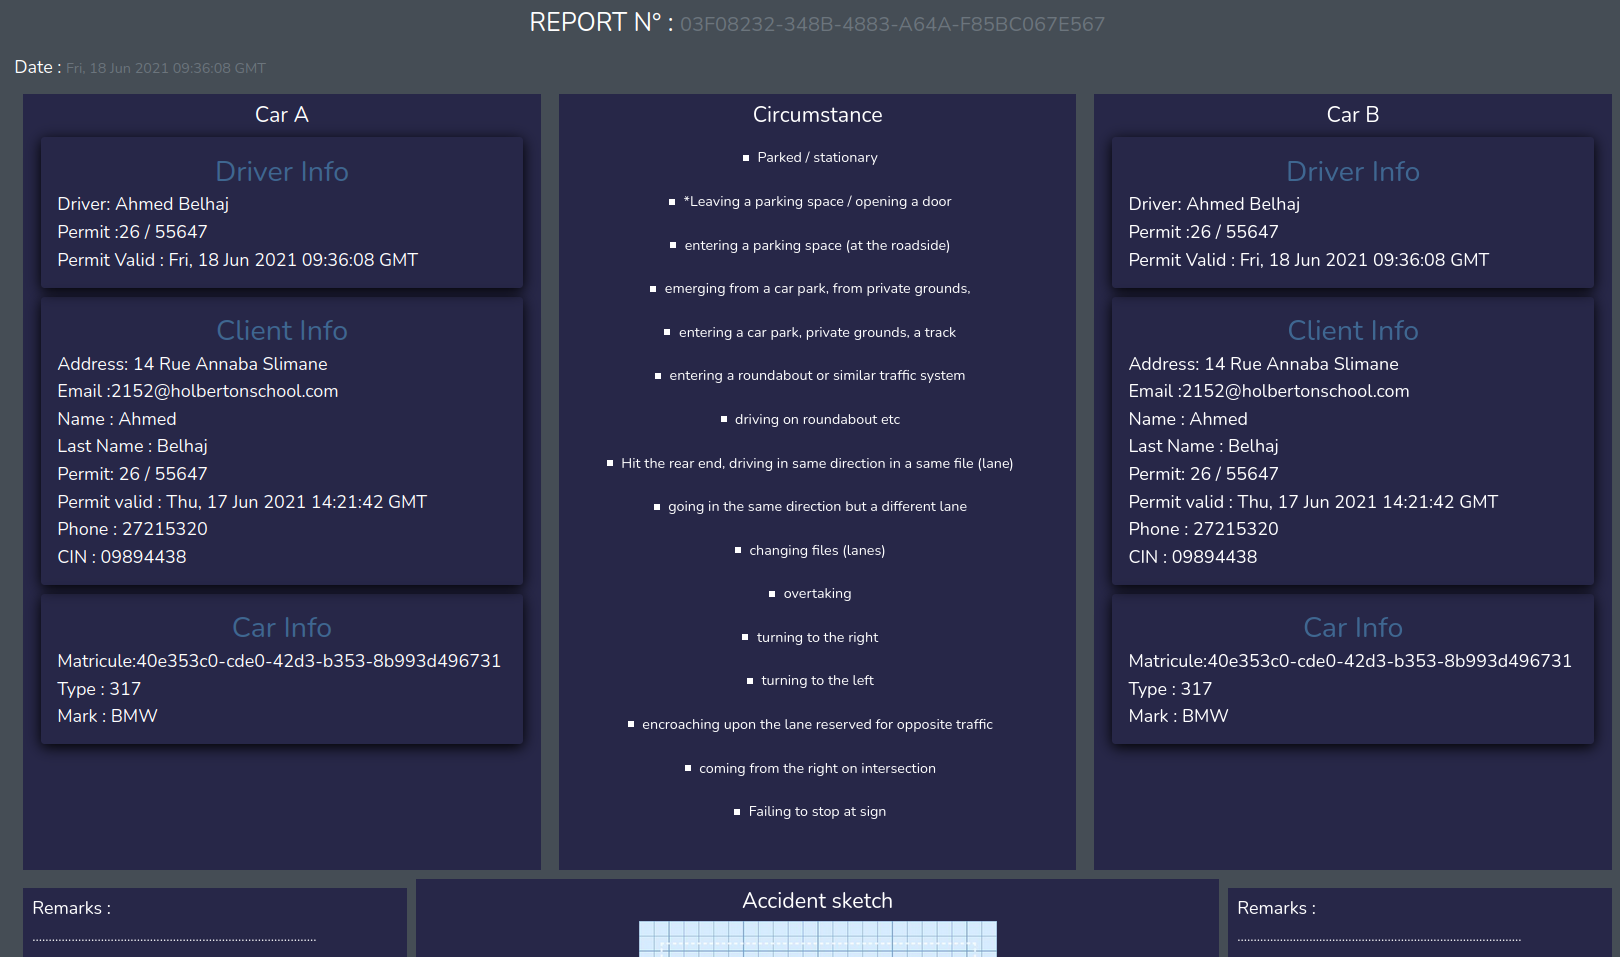 REPORT N° : 03F08232-348B-4883-A64A-F85BC067E567
Date : Fri, 18 Jun 2021 09:36:08 GMT
Car A
Driver Info
Driver: Ahmed Belhaj
Permit :26 / 55647
Permit Valid : Fri, 18 Jun 2021 09:36:08 GMT
Client Info
Address: 14 Rue Annaba Slimane
Email :2152@holbertonschool.com
Name : Ahmed
Last Name : Belhaj
Permit: 26 / 55647
Permit valid : Thu, 17 Jun 2021 14:21:42 GMT
Phone : 27215320
CIN : 09894438
Car Info
Matricule:40e353c0-cde0-42d3-b353-8b993d496731
Type : 317
Mark : BMW
Circumstance
Parked / stationary
*Leaving a parking space / opening a door
entering a parking space (at the roadside)
emerging from a car park, from private grounds,
entering a car park, private grounds, a track
entering a roundabout or similar traffic system
driving on roundabout etc
Hit the rear end, driving in same direction in a same file (lane)
going in the same direction but a different lane
changing files (lanes)
overtaking
turning to the right
turning to the left
encroaching upon the lane reserved for opposite traffic
coming from the right on intersection
Failing to stop at sign
Car B
Driver Info
Driver: Ahmed Belhaj
Permit :26 / 55647
Permit Valid : Fri, 18 Jun 2021 09:36:08 GMT
Client Info
Address: 14 Rue Annaba Slimane
Email :2152@holbertonschool.com
Name : Ahmed
Last Name : Belhaj
Permit: 26 / 55647
Permit valid : Thu, 17 Jun 2021 14:21:42 GMT
Phone : 27215320
CIN : 09894438
Car Info
Matricule:40e353c0-cde0-42d3-b353-8b993d496731
Type : 317
Mark : BMW
Remarks :
Accident sketch
Remarks :